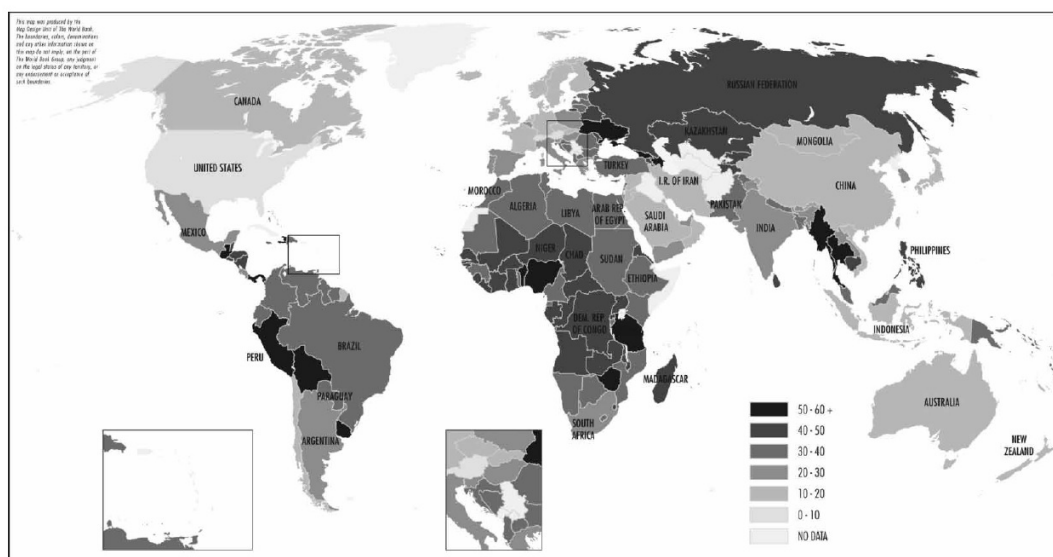 This map was produced by the
Map Design Unit of The World Bank.
The boundaries, colors, denominations
and any other information shown on
this map do not imply, on the part of
The World Bank Group, any judgment
on the legal status of any territory, or
any endorsement or acceptance of
such boundaries.
CANADA
UNITED STATES
MEXICO
PERU
BRAZIL
PARAGUAY
ARGENTINA
RUSSIAN FEDERATION
KAZAKHSTAN
MONGOLIA
CHINA
TURKEY
I.R. OF IRAN
PAKISTAN
INDIA
MOROCCO
ALGERIA
LIBYA
ARAB REP.
OF EGYPT
SAUDI
ARABIA
NIGER
CHAD
SUDAN
ETHIOPIA
DEM. REP.
OF CONGO
MADAGASCAR
SOUTH
AFRICA
PHILIPPINES
INDONESIA
AUSTRALIA
NEW
ZEALAND
50 - 60 +
40 - 50
30 - 40
20 - 30
10 - 20
0 - 10
NO DATA